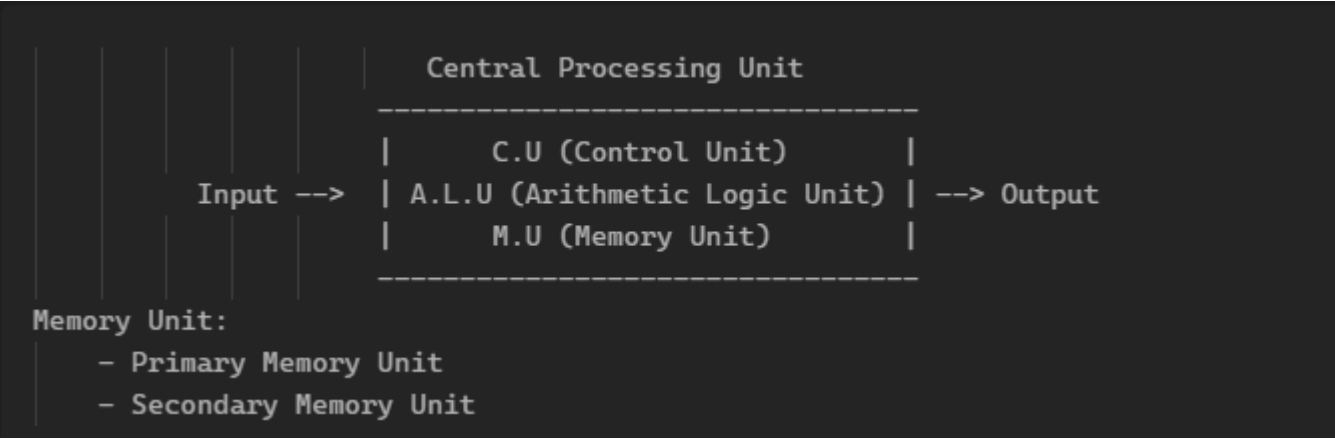 Central Processing Unit
---------------------------------
| C.U (Control Unit) |
Input --> | A.L.U (Arithmetic Logic Unit) | --> Output
| M.U (Memory Unit) |
---------------------------------
Memory Unit:
- Primary Memory Unit
- Secondary Memory Unit